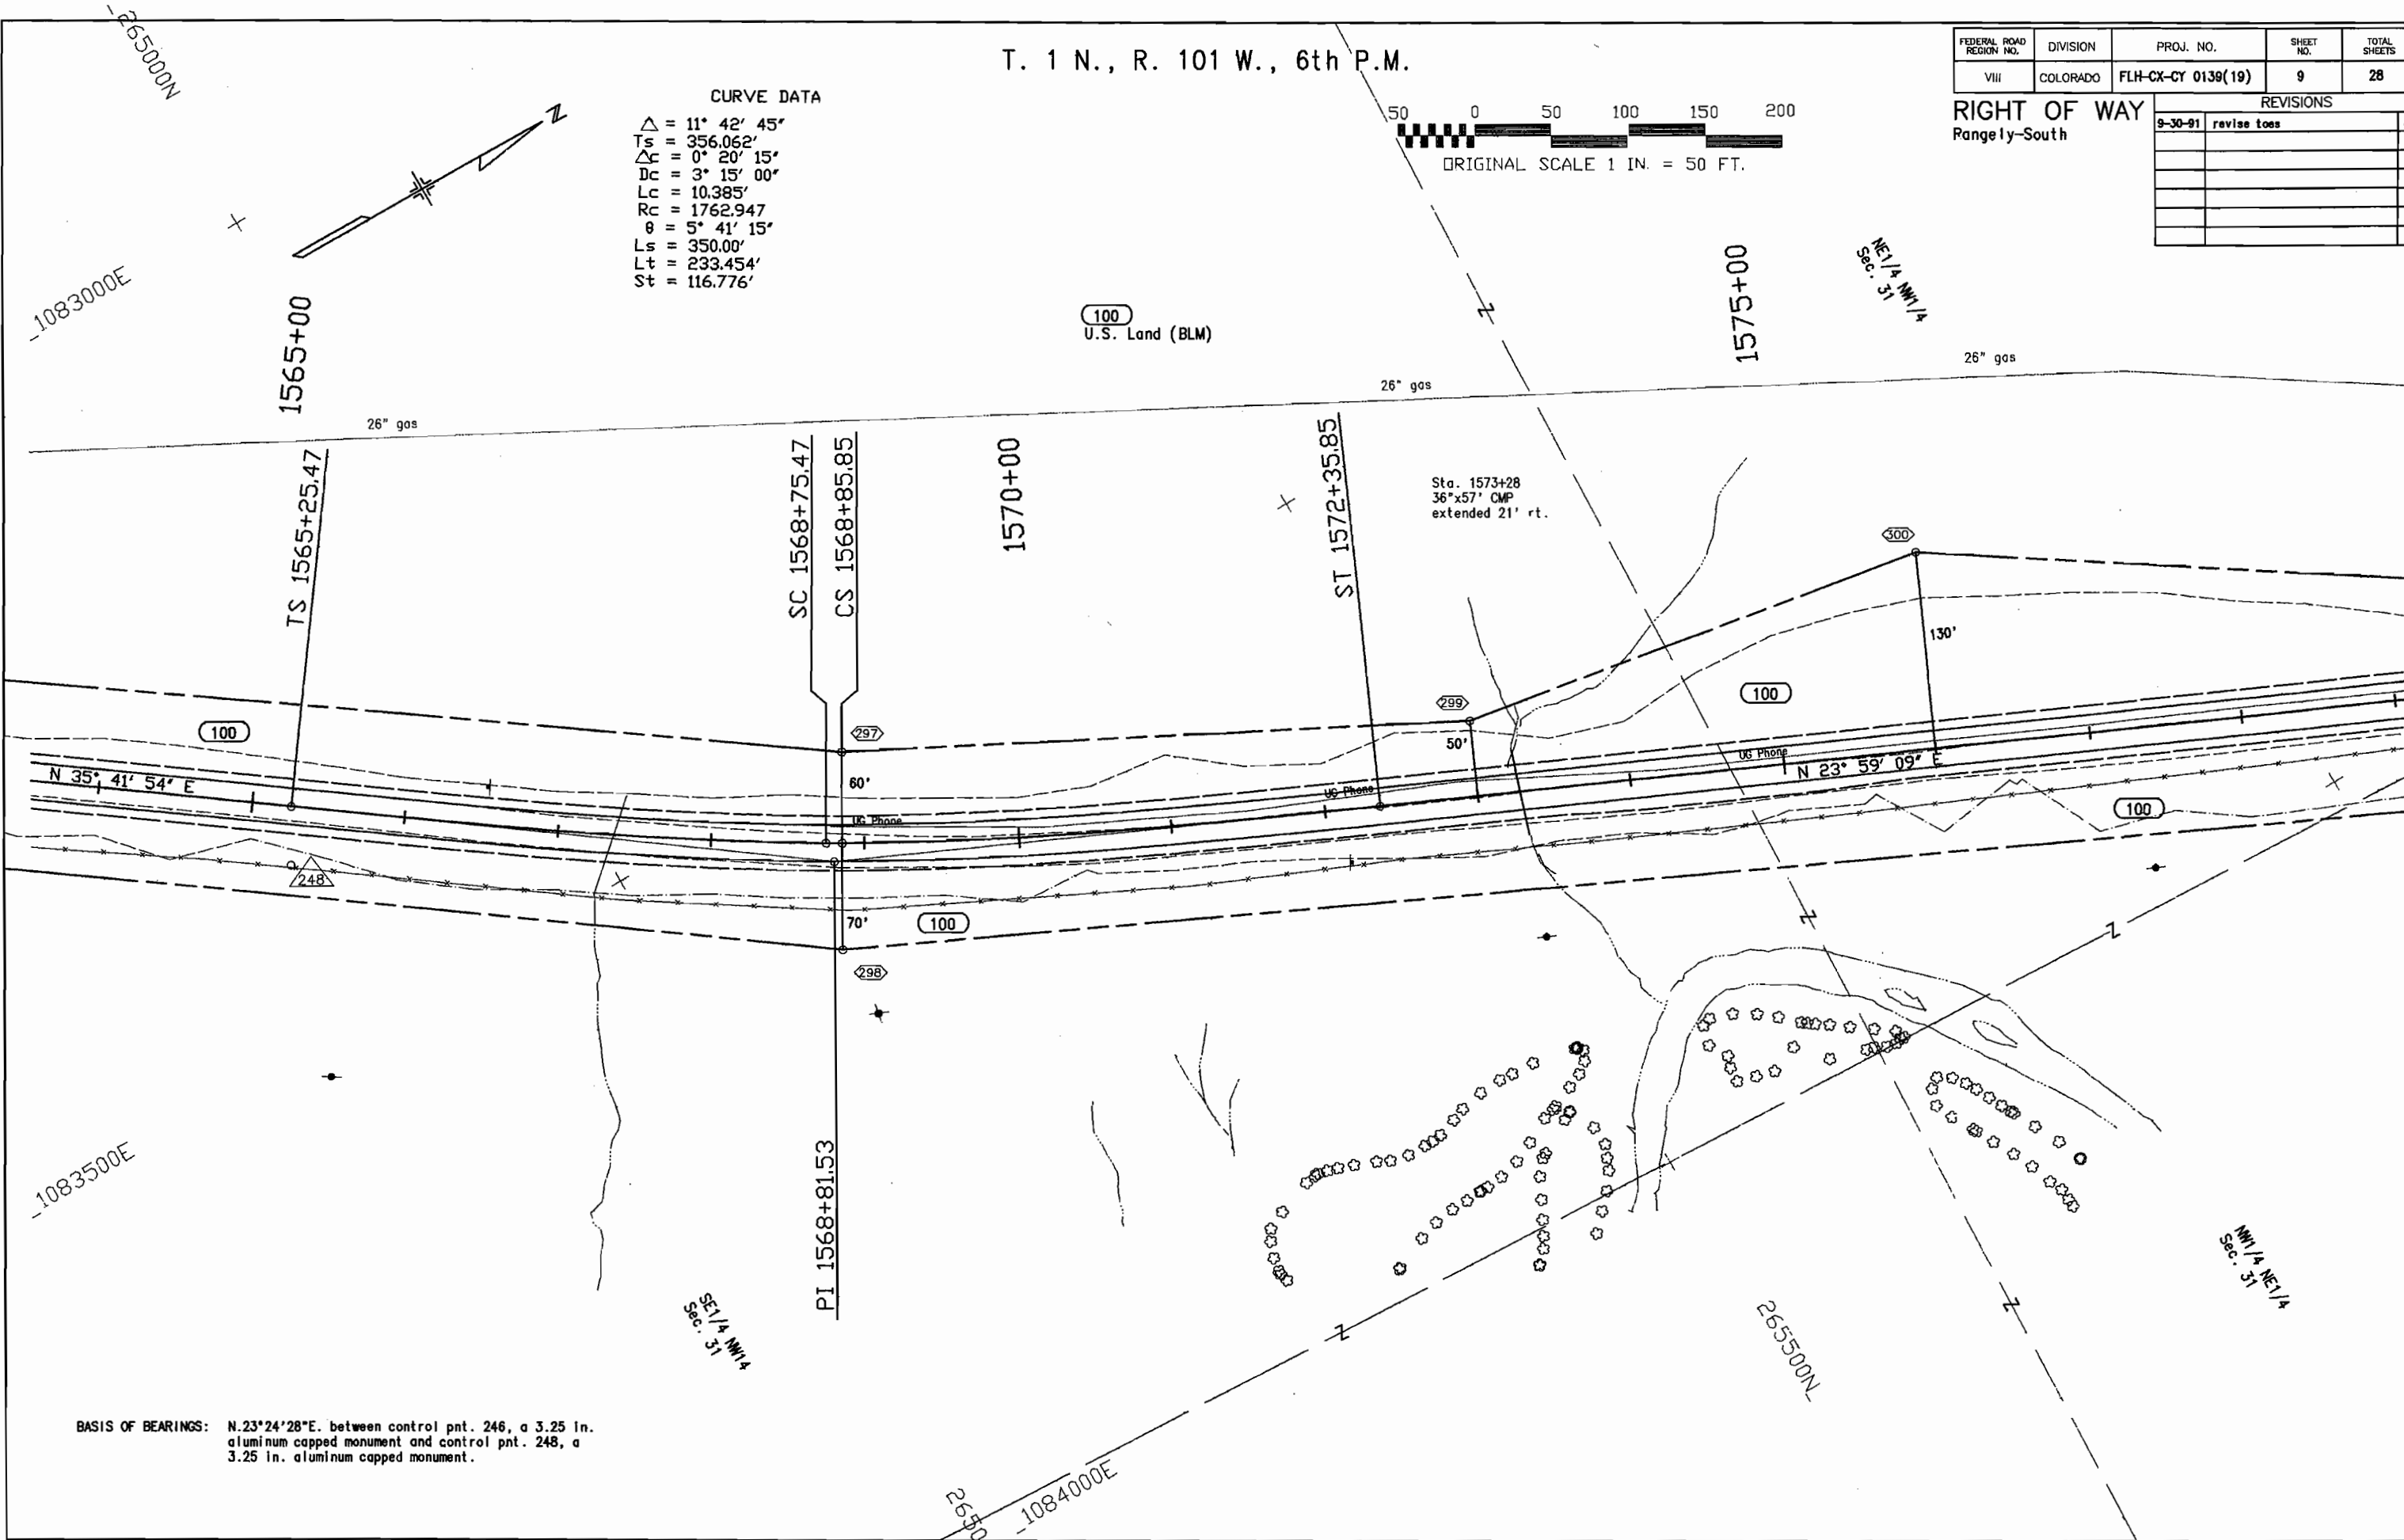 265000N
T. 1 N., R. 101 W., 6th P.M.
FEDERAL ROAD REGION NO. DIVISION PROJ. NO. SHEET NO. TOTAL SHEETS
VIII COLORADO FLH-CX-CY 0139(19) 9 28
RIGHT OF WAY
Rangely-South
REVISIONS
9-30-91 revise toes
CURVE DATA
△ = 11° 42' 45"
Ts = 356.062'
△c = 0° 20' 15"
Dc = 3° 15' 00"
Lc = 10.385'
Rc = 1762.947
θ = 5° 41' 15"
Ls = 350.00'
Lt = 233.454'
St = 116.776'
Z
50 0 50 100 150 200
ORIGINAL SCALE 1 IN. = 50 FT.
1083000E
1565+00
100
U.S. Land (BLM)
Z
1575+00
NE1/4 NW1/4
Sec. 31
26" gas
26" gas
26" gas
TS 1565+25.47
SC 1568+75.47
CS 1568+85.85
1570+00
ST 1572+35.85
Sta. 1573+28
36"x57' CMP
extended 21' rt.
300
130'
100
297
299
100
50'
60'
N 35° 41' 54" E
UG Phone
UG Phone
UG Phone
N 23° 59' 09" E
100
248
70'
100
298
Z
Z
1083500E
PI 1568+81.53
SE1/4 NW14
Sec. 31
NW1/4 NE1/4
Sec. 31
Z
Z
265500N
BASIS OF BEARINGS: N.23°24'28"E. between control pnt. 246, a 3.25 in.
aluminum capped monument and control pnt. 248, a
3.25 in. aluminum capped monument.
2650
1084000E